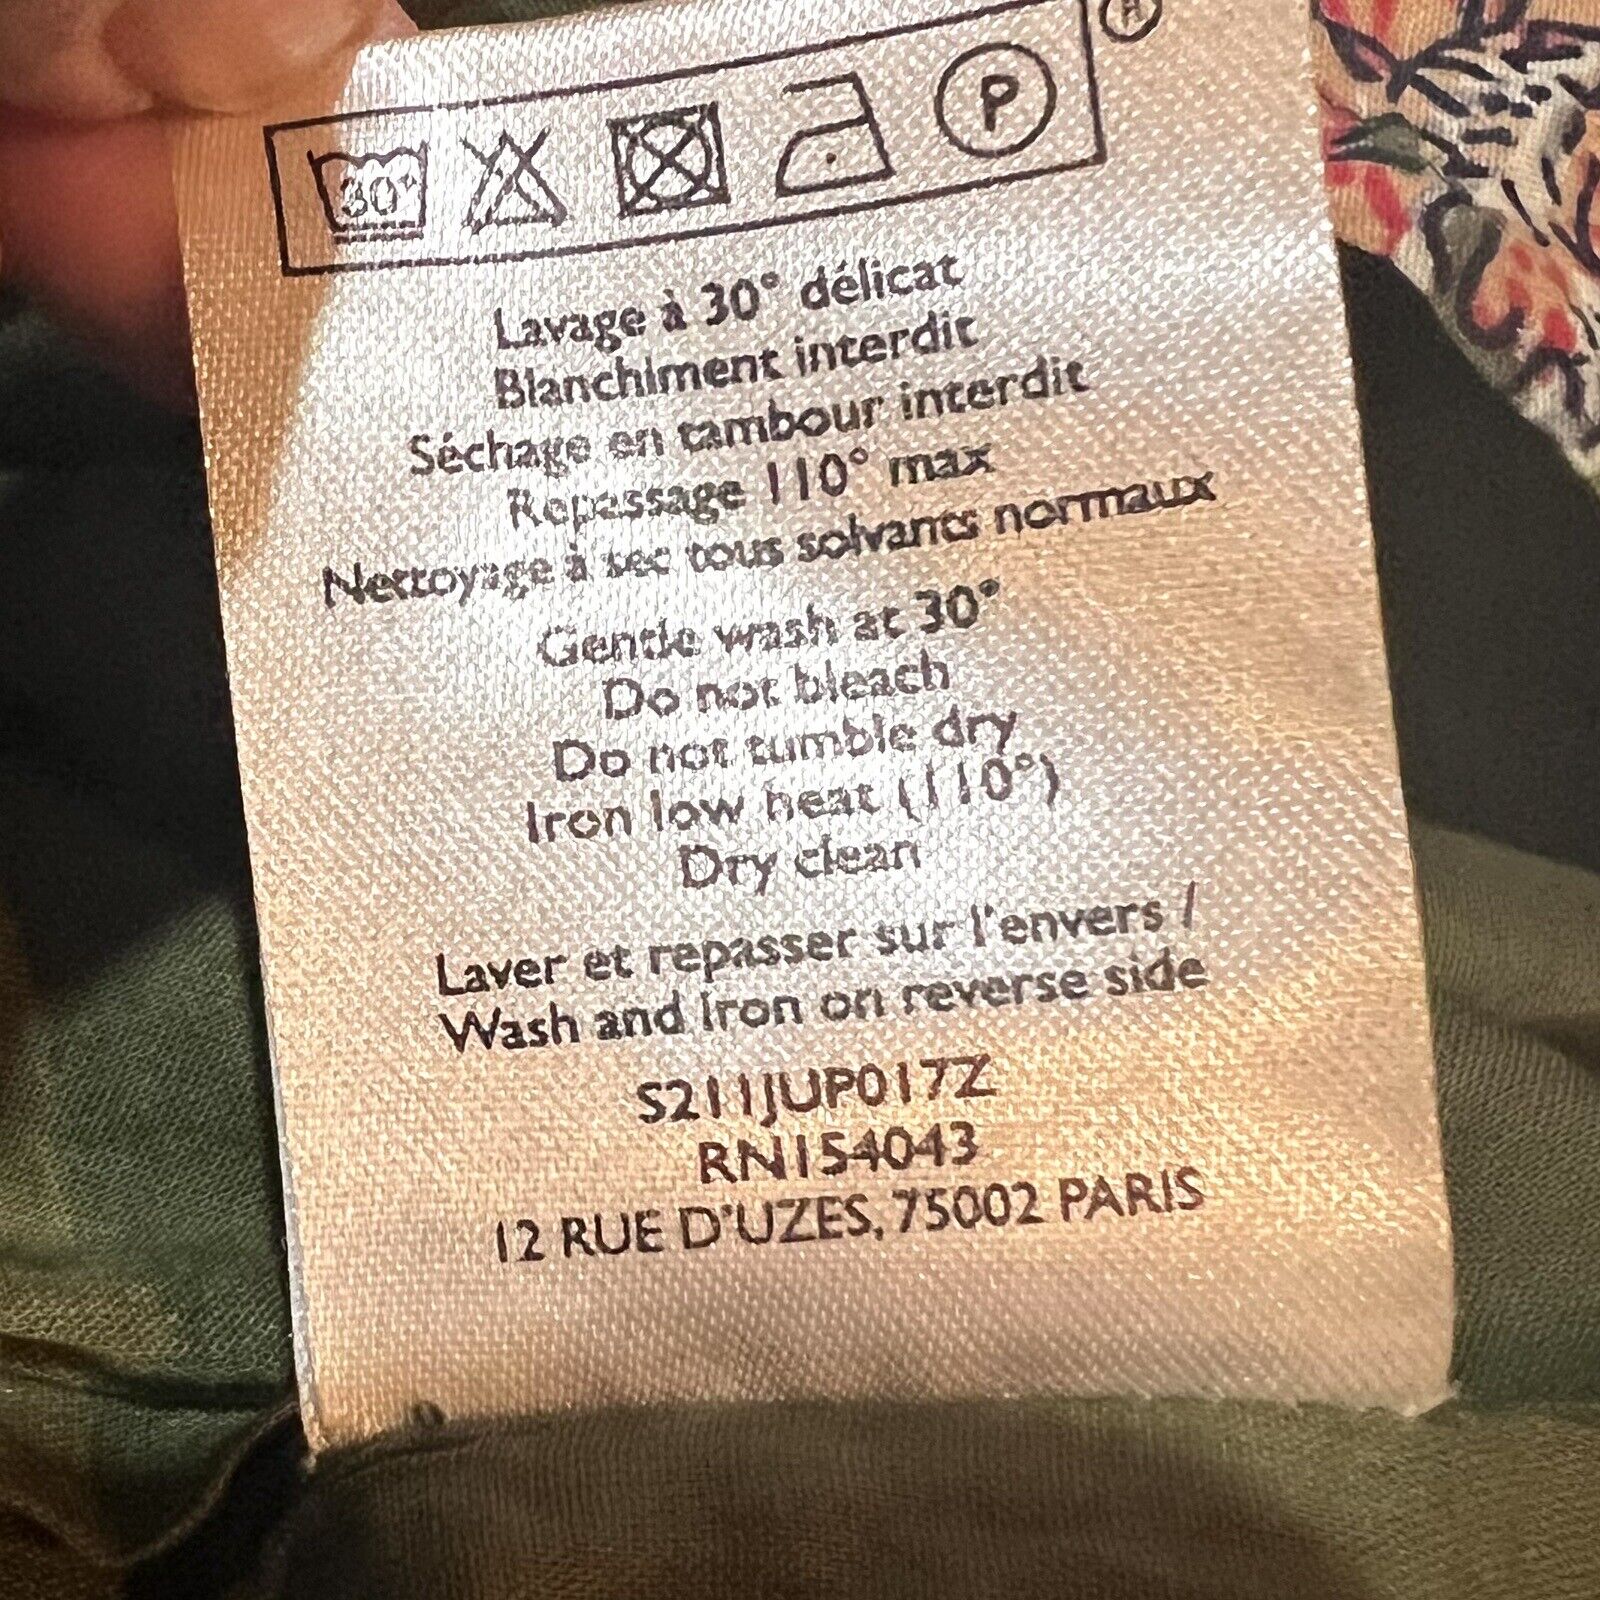 30°
P
H
Lavage à 30° délicat
Blanchiment interdit
Séchage en tambour interdit
Repassage 110° max
Nettoyage à sec tous solvants normaux
Gentle wash at 30°
Do not bleach
Do not tumble dry
Iron low heat (110°)
Dry clean
Laver et repasser sur l'envers /
Wash and Iron on reverse side
S211JUP017Z
RN154043
12 RUE D'UZES, 75002 PARIS